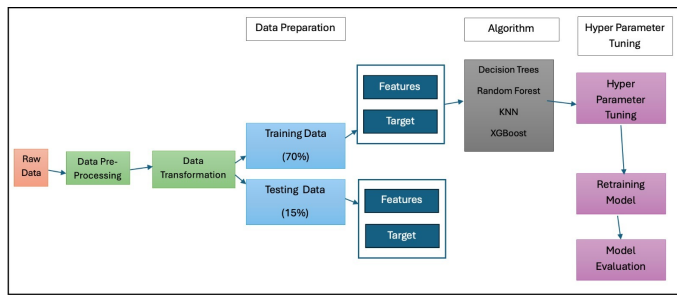 Data Preparation
Algorithm
Hyper Parameter
Tuning
Raw
Data
Data Pre-
Processing
Data
Transformation
Training Data
(70%)
Testing Data
(15%)
Features
Target
Features
Target
Decision Trees
Random Forest
KNN
XGBoost
Hyper
Parameter
Tuning
Retraining
Model
Model
Evaluation